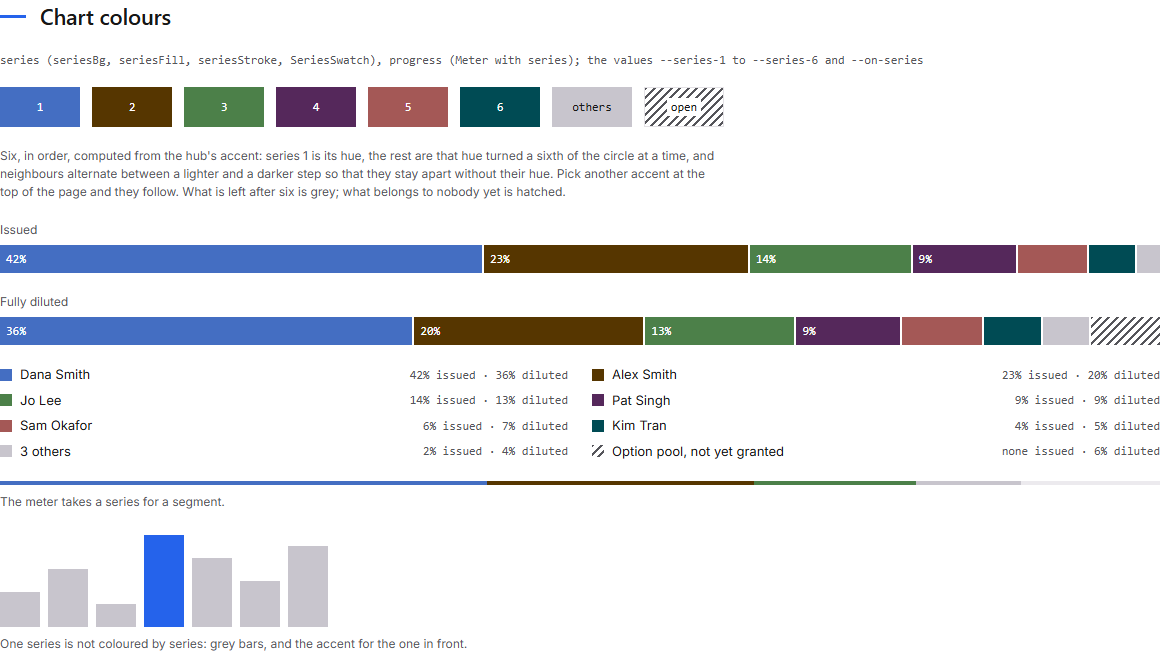 Chart colours
series (seriesBg, seriesFill, seriesStroke, SeriesSwatch), progress (Meter with series); the values --series-1 to --series-6 and --on-series
1 2 3 4 5 6 others open
Six, in order, computed from the hub's accent: series 1 is its hue, the rest are that hue turned a sixth of the circle at a time, and
neighbours alternate between a lighter and a darker step so that they stay apart without their hue. Pick another accent at the
top of the page and they follow. What is left after six is grey; what belongs to nobody yet is hatched.
Issued
42% 23% 14% 9%
Fully diluted
36% 20% 13% 9%
Dana Smith 42% issued · 36% diluted Alex Smith 23% issued · 20% diluted
Jo Lee 14% issued · 13% diluted Pat Singh 9% issued · 9% diluted
Sam Okafor 6% issued · 7% diluted Kim Tran 4% issued · 5% diluted
3 others 2% issued · 4% diluted Option pool, not yet granted none issued · 6% diluted
The meter takes a series for a segment.
One series is not coloured by series: grey bars, and the accent for the one in front.